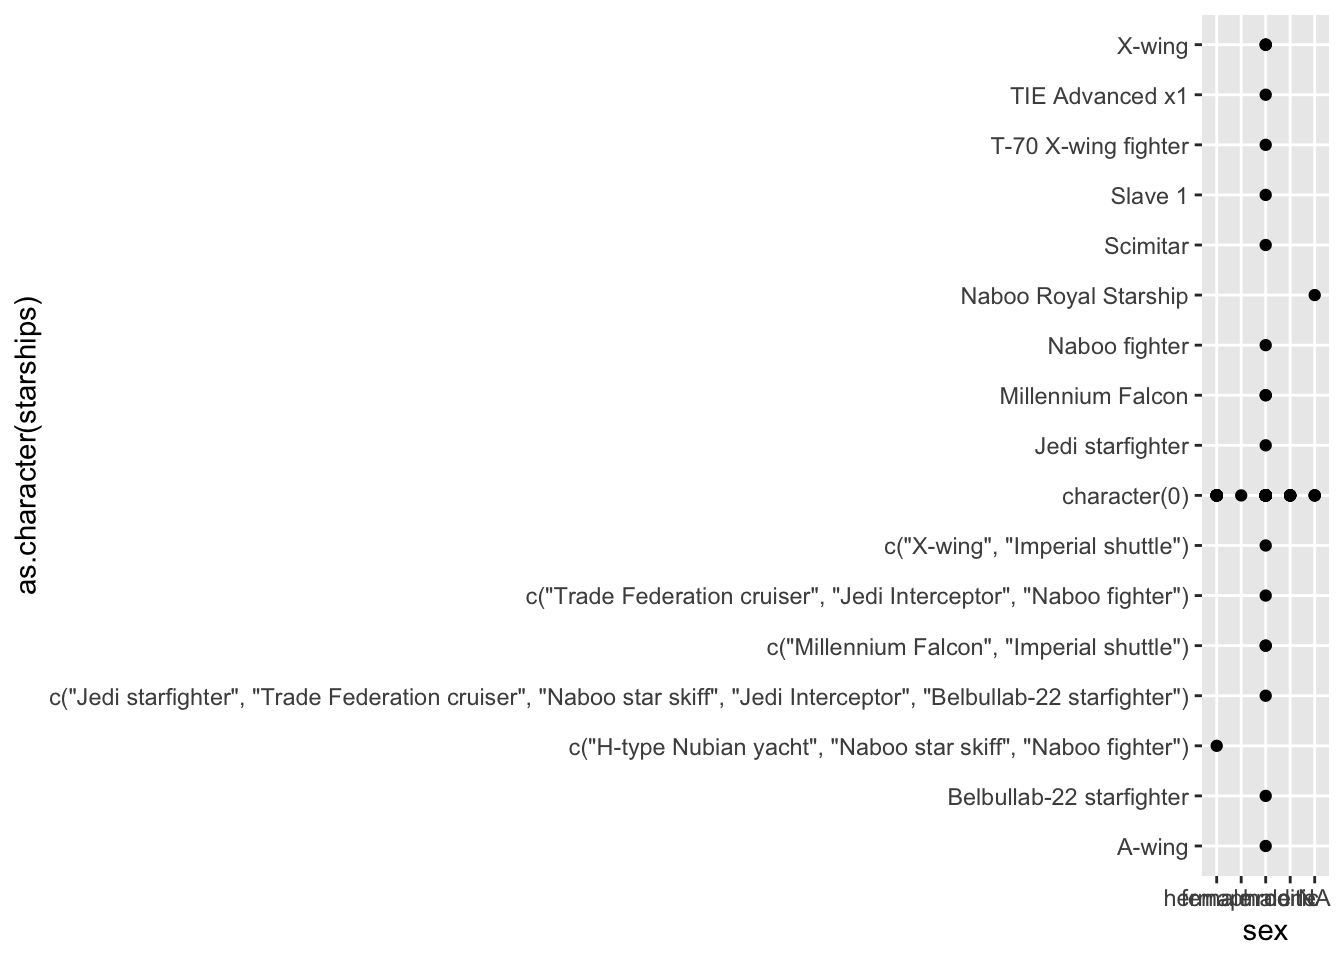 X-wing
TIE Advanced x1
T-70 X-wing fighter
Slave 1
Scimitar
Naboo Royal Starship
Naboo fighter
Millennium Falcon
Jedi starfighter
character(0)
c("X-wing", "Imperial shuttle")
c("Trade Federation cruiser", "Jedi Interceptor", "Naboo fighter")
c("Millennium Falcon", "Imperial shuttle")
c("Jedi starfighter", "Trade Federation cruiser", "Naboo star skiff", "Jedi Interceptor", "Belbullab-22 starfighter")
c("H-type Nubian yacht", "Naboo star skiff", "Naboo fighter")
Belbullab-22 starfighter
A-wing
as.character(starships)
NA
sex